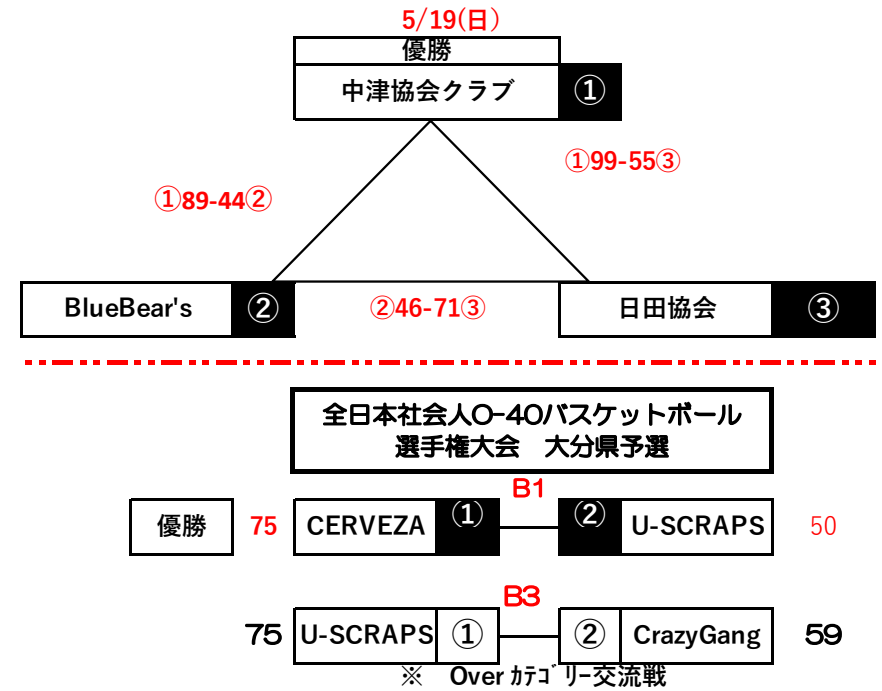 5/19(日)
優勝
中津協会クラブ ①
①99-55③
①89-44②
BlueBear's ② ②46-71③ 日田協会 ③
全日本社会人O-40バスケットボール
選手権大会 大分県予選
B1
優勝 75 CERVEZA ① ② U-SCRAPS 50
B3
75 U-SCRAPS ① ② CrazyGang 59
※ Over ｶﾃｺﾞﾘｰ交流戦